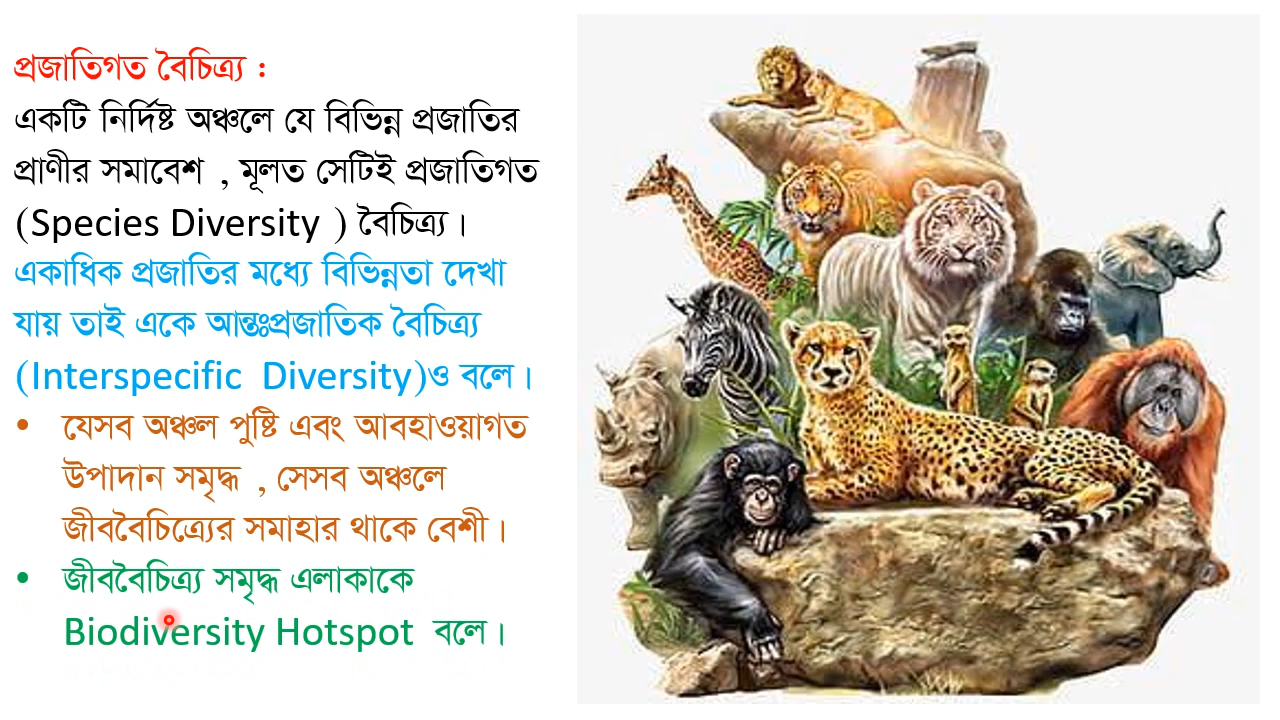 প্রজাতিগত বৈচিত্র্য :
একটি নির্দিষ্ট অঞ্চলে যে বিভিন্ন প্রজাতির
প্রাণীর সমাবেশ , মূলত সেটিই প্রজাতিগত
(Species Diversity ) বৈচিত্র্য।
একাধিক প্রজাতির মধ্যে বিভিন্নতা দেখা
যায় তাই একে আন্তঃপ্রজাতিক বৈচিত্র্য
(Interspecific Diversity)ও বলে।
• যেসব অঞ্চল পুষ্টি এবং আবহাওয়াগত
উপাদান সমৃদ্ধ , সেসব অঞ্চলে
জীববৈচিত্র্যের সমাহার থাকে বেশী।
• জীববৈচিত্র্য সমৃদ্ধ এলাকাকে
Biodiversity Hotspot বলে।